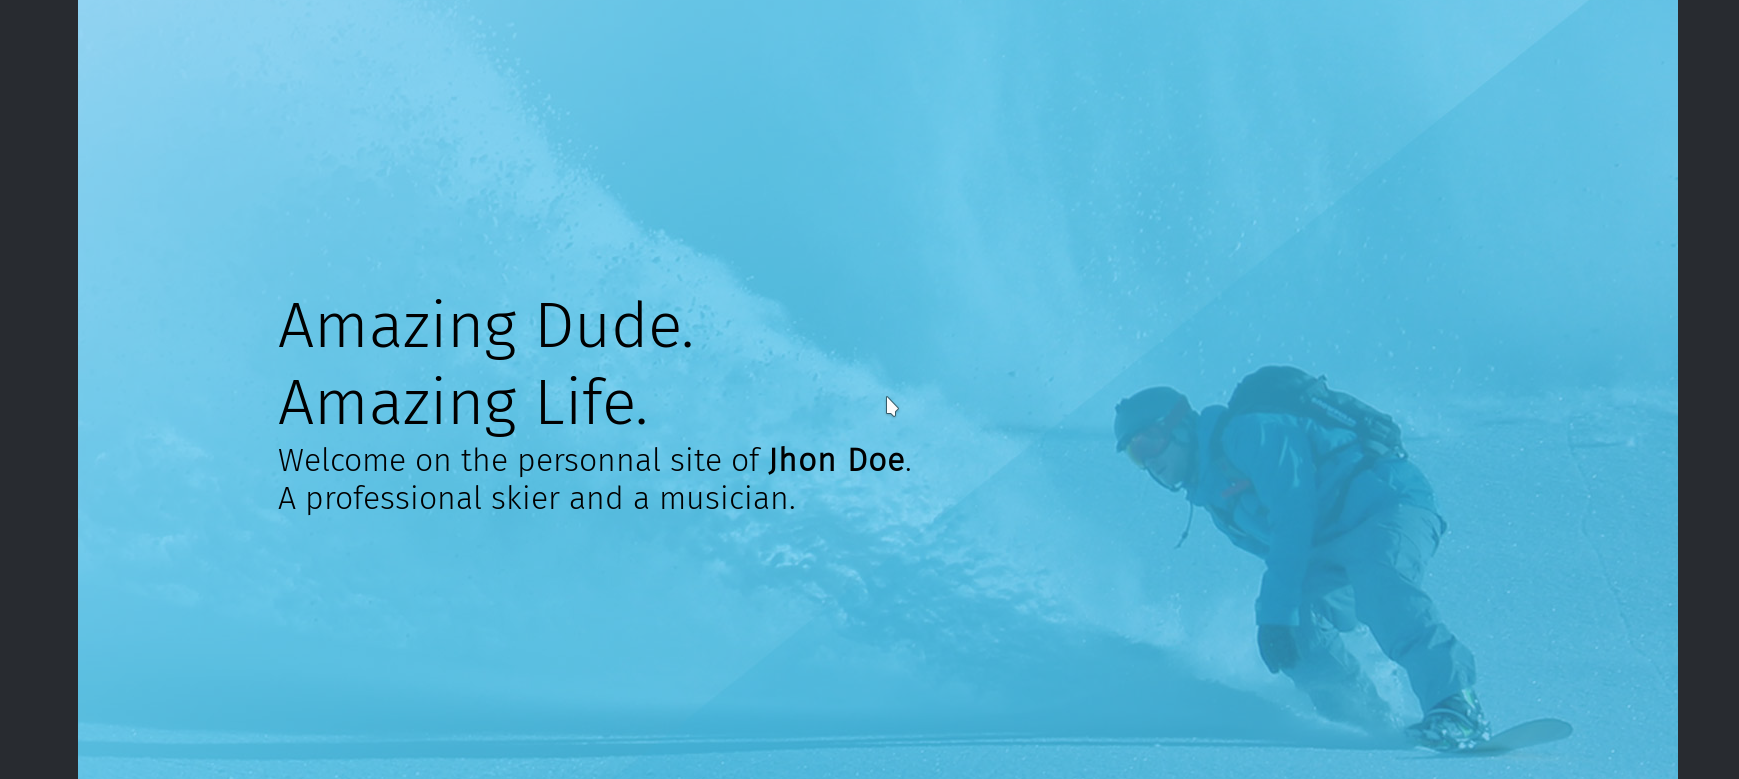 Amazing Dude.
Amazing Life.
Welcome on the personnal site of Jhon Doe.
A professional skier and a musician.